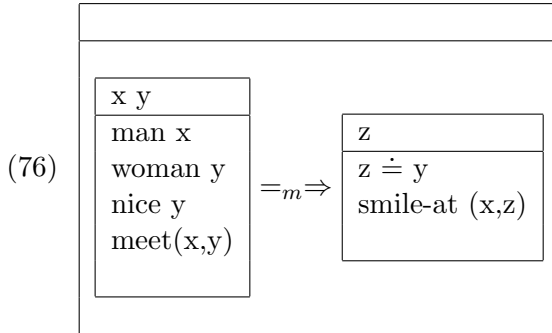 x y
man x
woman y
nice y
meet(x,y)
(76)
=m⇒
z
z ≐ y
smile-at (x,z)